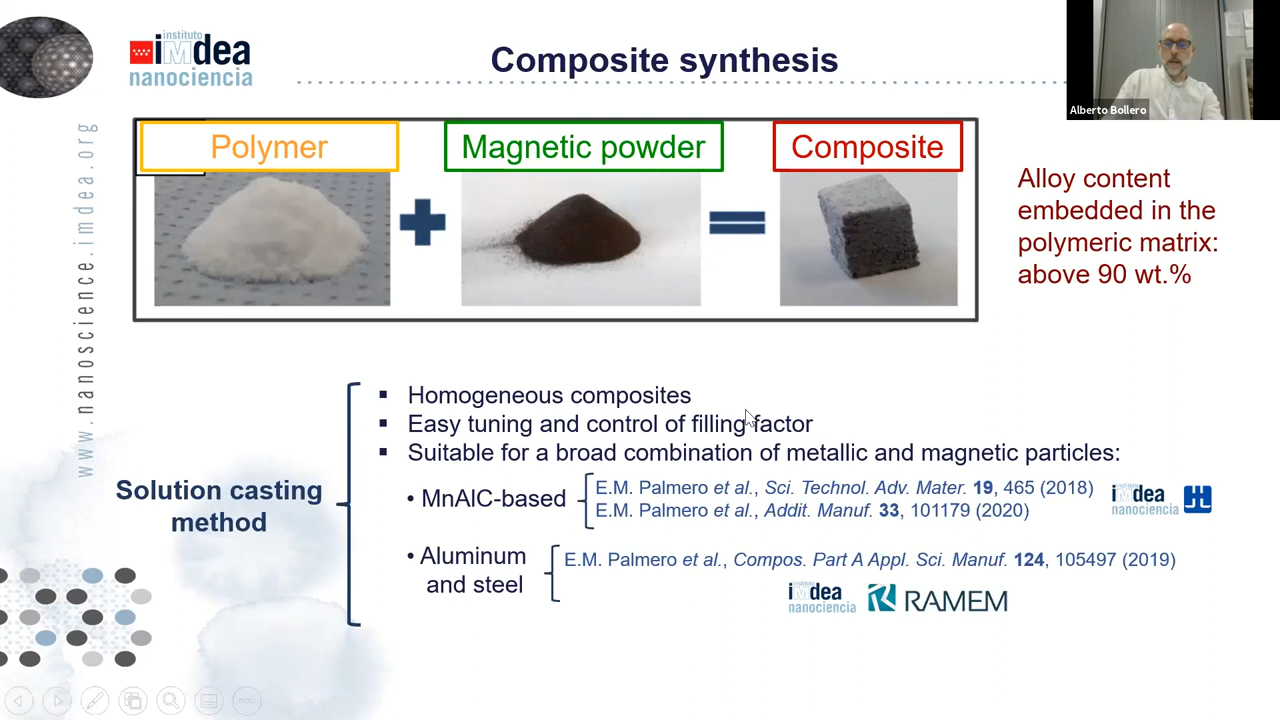 instituto
iMdea
nanociencia
Composite synthesis
Alberto Bollero
www.nanoscience.imdea.org
Polymer
Magnetic powder
Composite
Alloy content
embedded in the
polymeric matrix:
above 90 wt.%
Solution casting
method
▪ Homogeneous composites
▪ Easy tuning and control of filling factor
▪ Suitable for a broad combination of metallic and magnetic particles:
• MnAlC-based
E.M. Palmero et al., Sci. Technol. Adv. Mater. 19, 465 (2018)
E.M. Palmero et al., Addit. Manuf. 33, 101179 (2020)
instituto
iMdea
nanociencia
• Aluminum
and steel
E.M. Palmero et al., Compos. Part A Appl. Sci. Manuf. 124, 105497 (2019)
instituto
iMdea
nanociencia
RAMEM